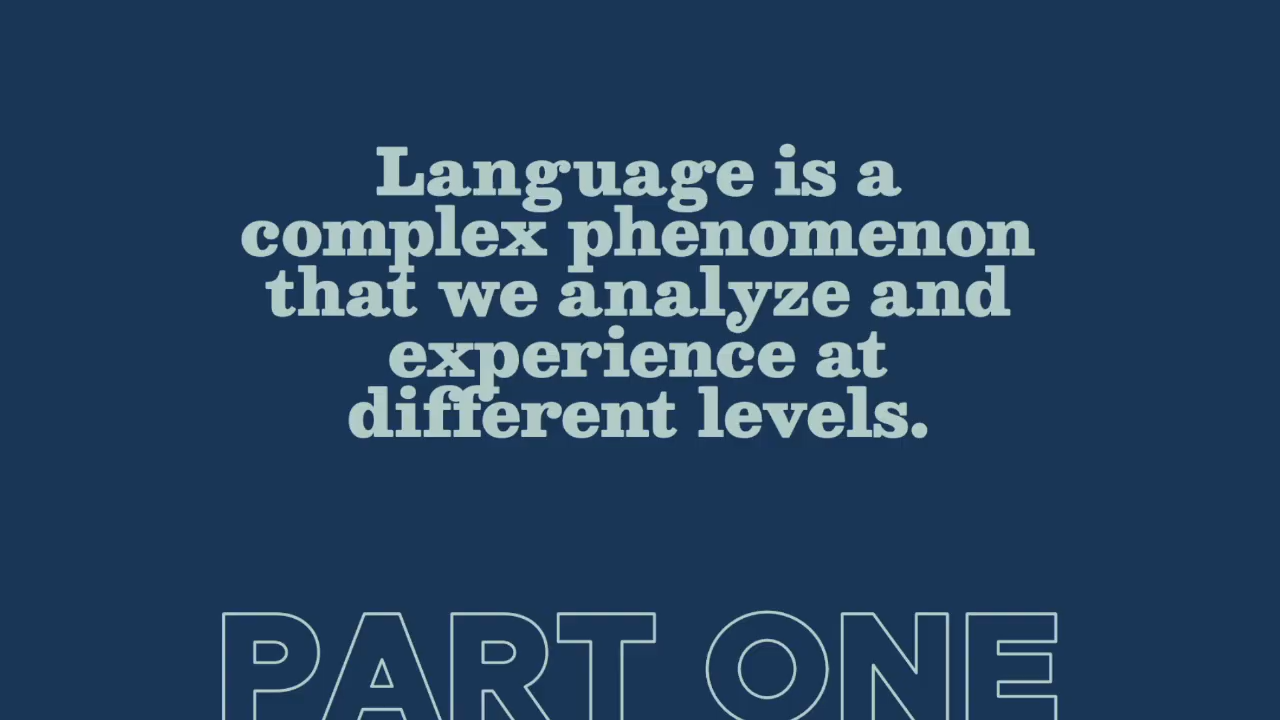 Language is a
complex phenomenon
that we analyze and
experience at
different levels.
PART ONE